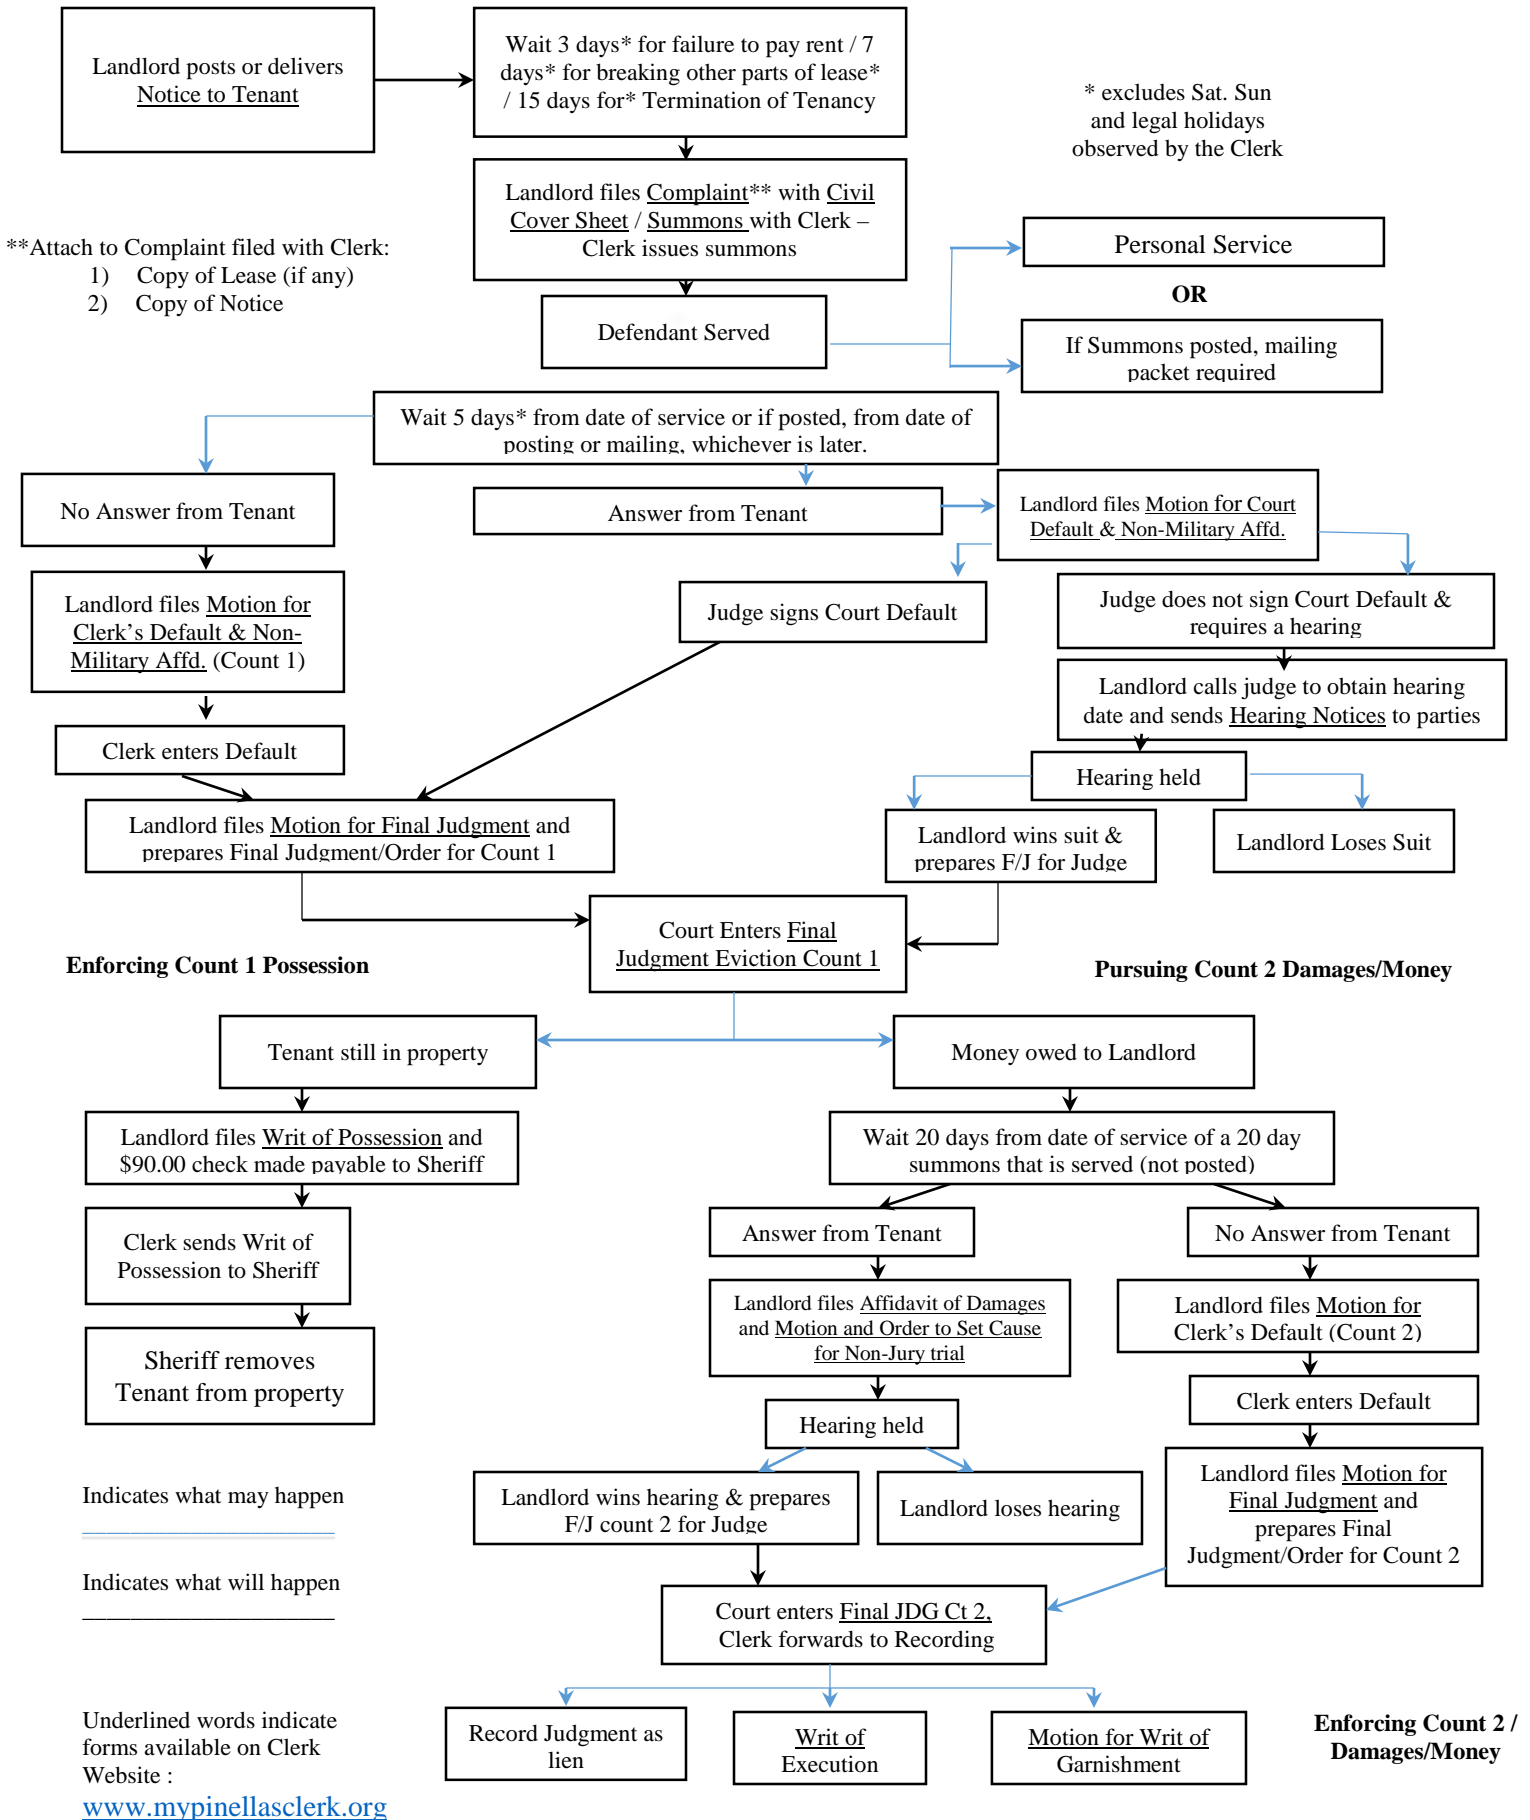 Landlord posts or delivers
Notice to Tenant
Wait 3 days* for failure to pay rent / 7
days* for breaking other parts of lease*
/ 15 days for* Termination of Tenancy
* excludes Sat. Sun
and legal holidays
observed by the Clerk
Landlord files Complaint** with Civil
Cover Sheet / Summons with Clerk –
Clerk issues summons
**Attach to Complaint filed with Clerk:
1) Copy of Lease (if any)
2) Copy of Notice
Personal Service
OR
Defendant Served
If Summons posted, mailing
packet required
Wait 5 days* from date of service or if posted, from date of
posting or mailing, whichever is later.
No Answer from Tenant
Answer from Tenant
Landlord files Motion for Court
Default & Non-Military Affd.
Landlord files Motion for
Clerk’s Default & Non-
Military Affd. (Count 1)
Judge signs Court Default
Judge does not sign Court Default &
requires a hearing
Landlord calls judge to obtain hearing
date and sends Hearing Notices to parties
Clerk enters Default
Hearing held
Landlord files Motion for Final Judgment and
prepares Final Judgment/Order for Count 1
Landlord wins suit &
prepares F/J for Judge
Landlord Loses Suit
Court Enters Final
Judgment Eviction Count 1
Enforcing Count 1 Possession
Pursuing Count 2 Damages/Money
Tenant still in property
Money owed to Landlord
Landlord files Writ of Possession and
$90.00 check made payable to Sheriff
Wait 20 days from date of service of a 20 day
summons that is served (not posted)
Clerk sends Writ of
Possession to Sheriff
Answer from Tenant
No Answer from Tenant
Landlord files Affidavit of Damages
and Motion and Order to Set Cause
for Non-Jury trial
Landlord files Motion for
Clerk’s Default (Count 2)
Sheriff removes
Tenant from property
Clerk enters Default
Hearing held
Landlord wins hearing & prepares
F/J count 2 for Judge
Landlord loses hearing
Landlord files Motion for
Final Judgment and
prepares Final
Judgment/Order for Count 2
Indicates what may happen
Indicates what will happen
Court enters Final JDG Ct 2,
Clerk forwards to Recording
Record Judgment as
lien
Writ of
Execution
Motion for Writ of
Garnishment
Enforcing Count 2 /
Damages/Money
Underlined words indicate
forms available on Clerk
Website :
www.mypinellasclerk.org